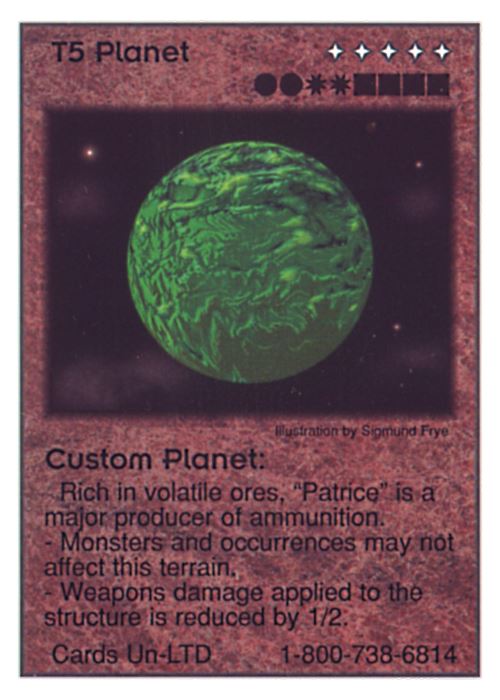 T5 Planet
Illustration by Sigmund Frye
Custom Planet:
Rich in volatile ores, “Patrice” is a
major producer of ammunition.
- Monsters and occurrences may not
affect this terrain.
- Weapons damage applied to the
structure is reduced by 1/2.
Cards Un-LTD 1-800-738-6814